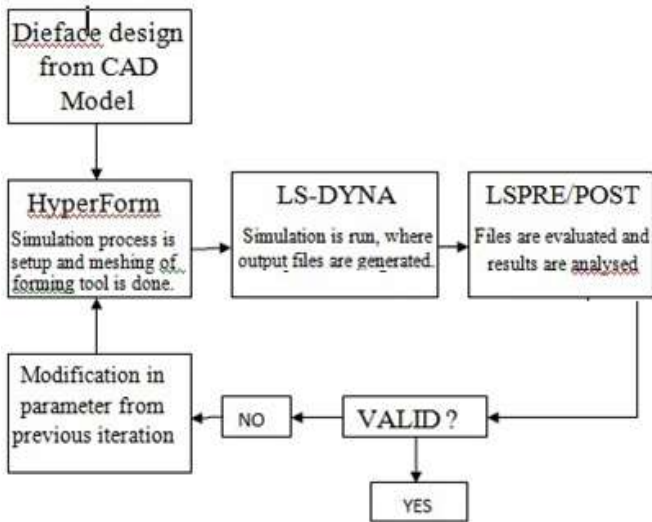 Dieface design
from CAD
Model
HyperForm
Simulation process is
setup and meshing of
forming tool is done.
LS-DYNA
Simulation is run, where
output files are generated.
LSPRE/POST
Files are evaluated and
results are analysed
Modification in
parameter from
previous iteration
NO
VALID ?
YES